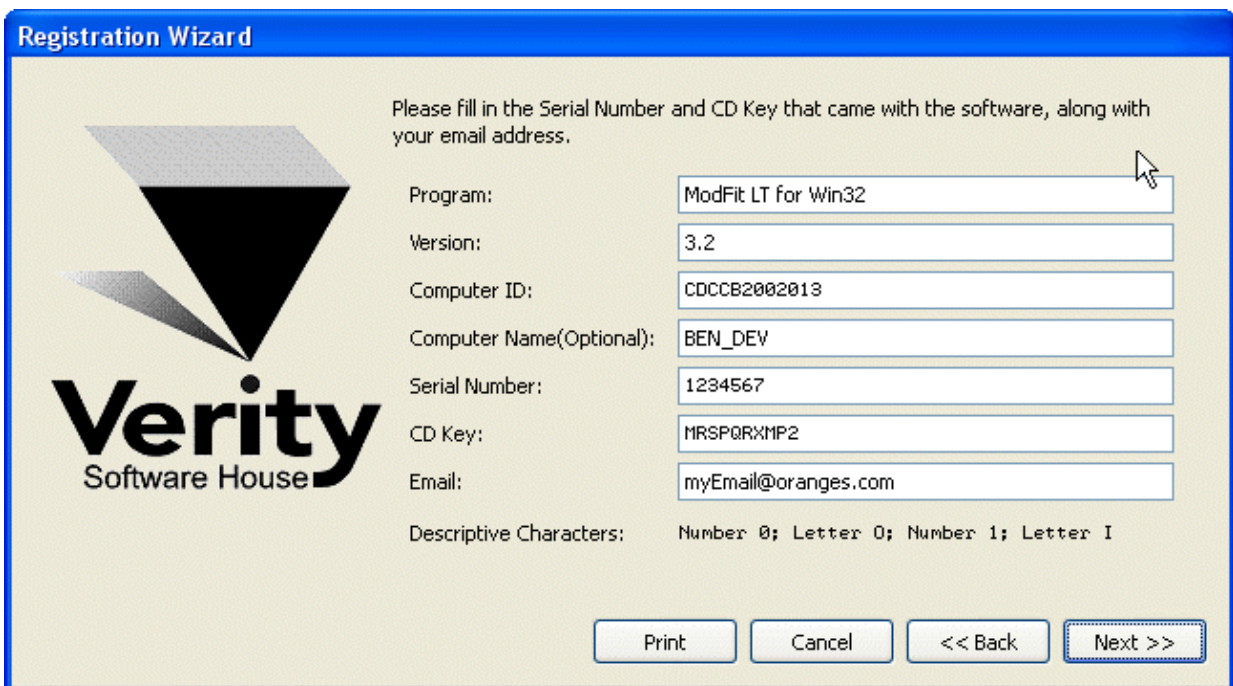 Registration Wizard
Please fill in the Serial Number and CD Key that came with the software, along with
your email address.
Program: ModFit LT for Win32
Version: 3.2
Computer ID: CDCCB2002013
Computer Name(Optional): BEN_DEV
Serial Number: 1234567
CD Key: MRSPQRXMP2
Email: myEmail@oranges.com
Descriptive Characters: Number 0; Letter O; Number 1; Letter I
Verity
Software House
Print Cancel << Back Next >>